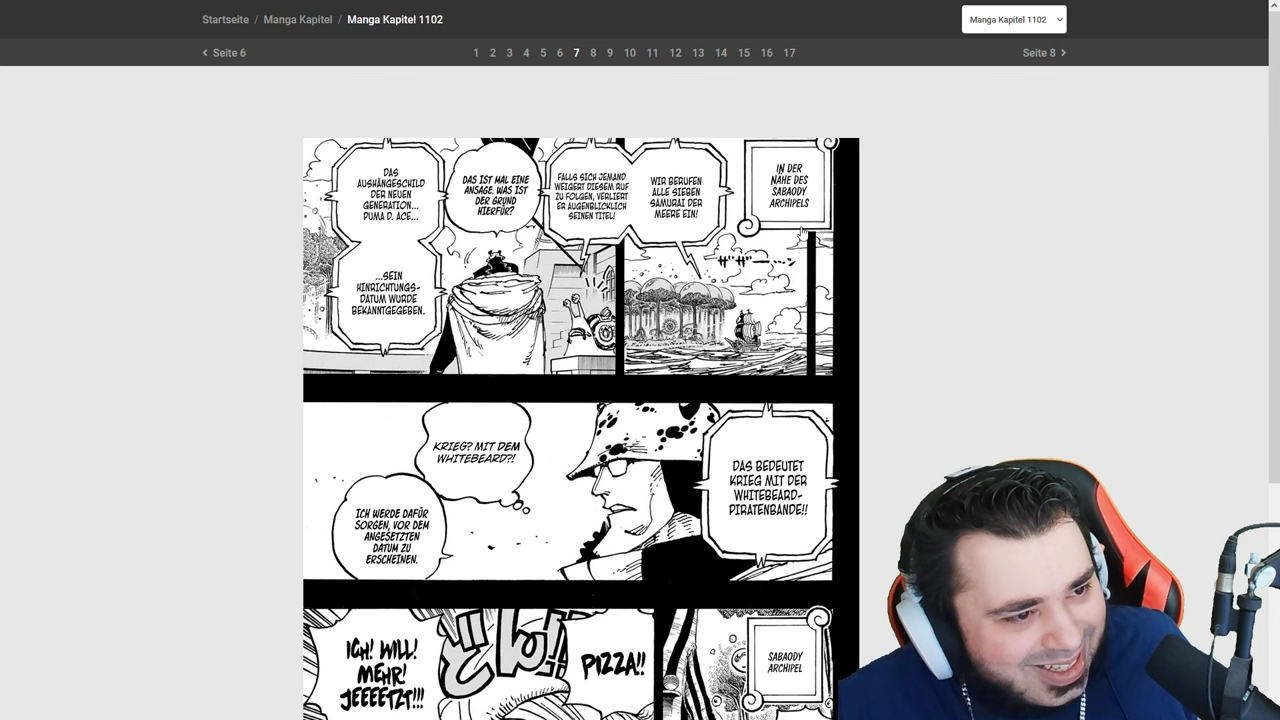 Startseite / Manga Kapitel / Manga Kapitel 1102
Manga Kapitel 1102
Seite 6
1 2 3 4 5 6 7 8 9 10 11 12 13 14 15 16 17
Seite 8
IN DER
NÄHE DES
SABAODY
ARCHIPELS
WIR BERUFEN
ALLE SIEBEN
SAMURAI DER
MEERE EIN!
FALLS SICH JEMAND
WEIGERT DIESEM RUF
ZU FOLGEN, VERLIERT
ER AUGENBLICKLICH
SEINEN TITEL!
DAS IST MAL EINE
ANSAGE. WAS IST
DER GRUND
HIERFÜR?
DAS
AUSHÄNGESCHILD
DER NEUEN
GENERATION...
PUMA D. ACE...
...SEIN
HINRICHTUNGS-
DATUM WURDE
BEKANNTGEGEBEN.
DAS BEDEUTET
KRIEG MIT DER
WHITEBEARD-
PIRATENBANDE!!
KRIEG? MIT DEM
WHITEBEARD?!
ICH WERDE DAFÜR
SORGEN, VOR DEM
ANGESETZTEN
DATUM ZU
ERSCHEINEN.
SABAODY
ARCHIPEL
PIZZA!!
ICH! WILL!
MEHR!
JEEEETZT!!!